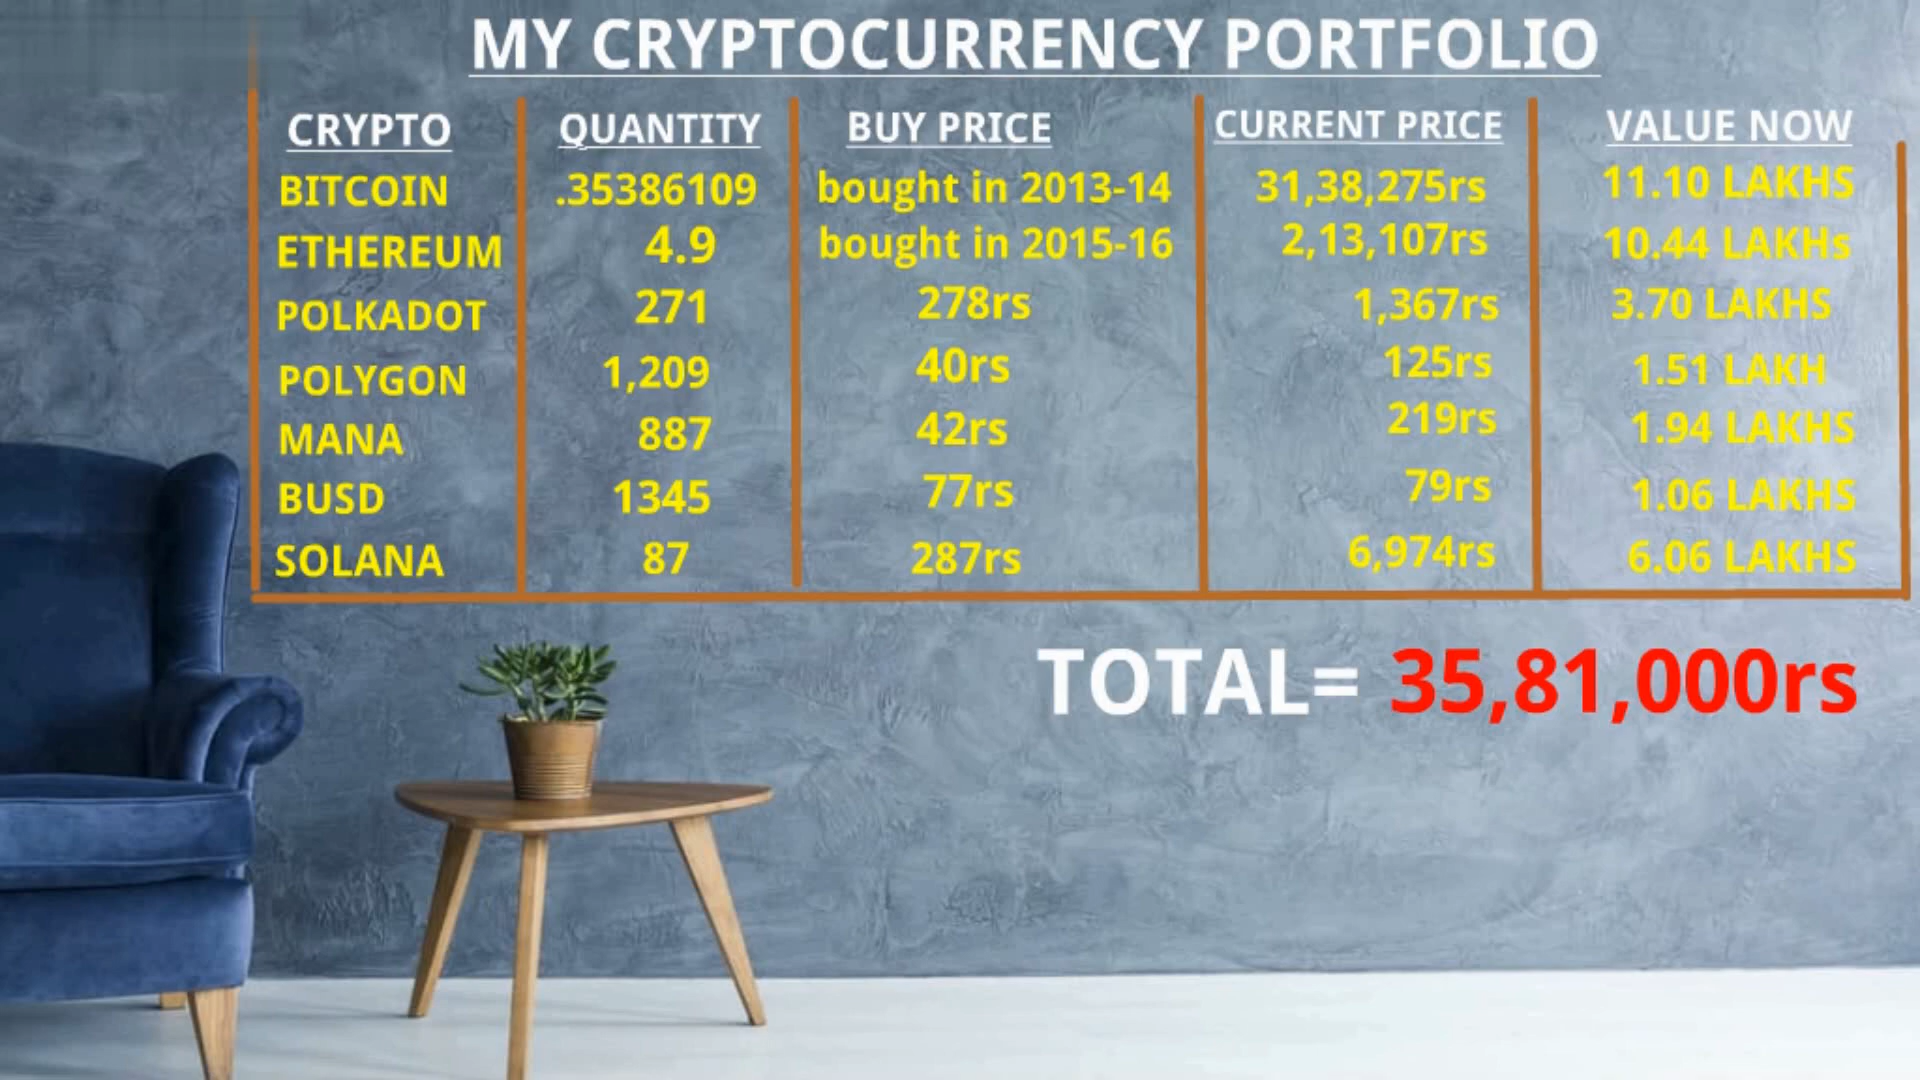 MY CRYPTOCURRENCY PORTFOLIO
CRYPTO QUANTITY BUY PRICE CURRENT PRICE VALUE NOW
BITCOIN .35386109 bought in 2013-14 31,38,275rs 11.10 LAKHS
ETHEREUM 4.9 bought in 2015-16 2,13,107rs 10.44 LAKHs
POLKADOT 271 278rs 1,367rs 3.70 LAKHS
POLYGON 1,209 40rs 125rs 1.51 LAKH
MANA 887 42rs 219rs 1.94 LAKHS
BUSD 1345 77rs 79rs 1.06 LAKHS
SOLANA 87 287rs 6,974rs 6.06 LAKHS
TOTAL= 35,81,000rs